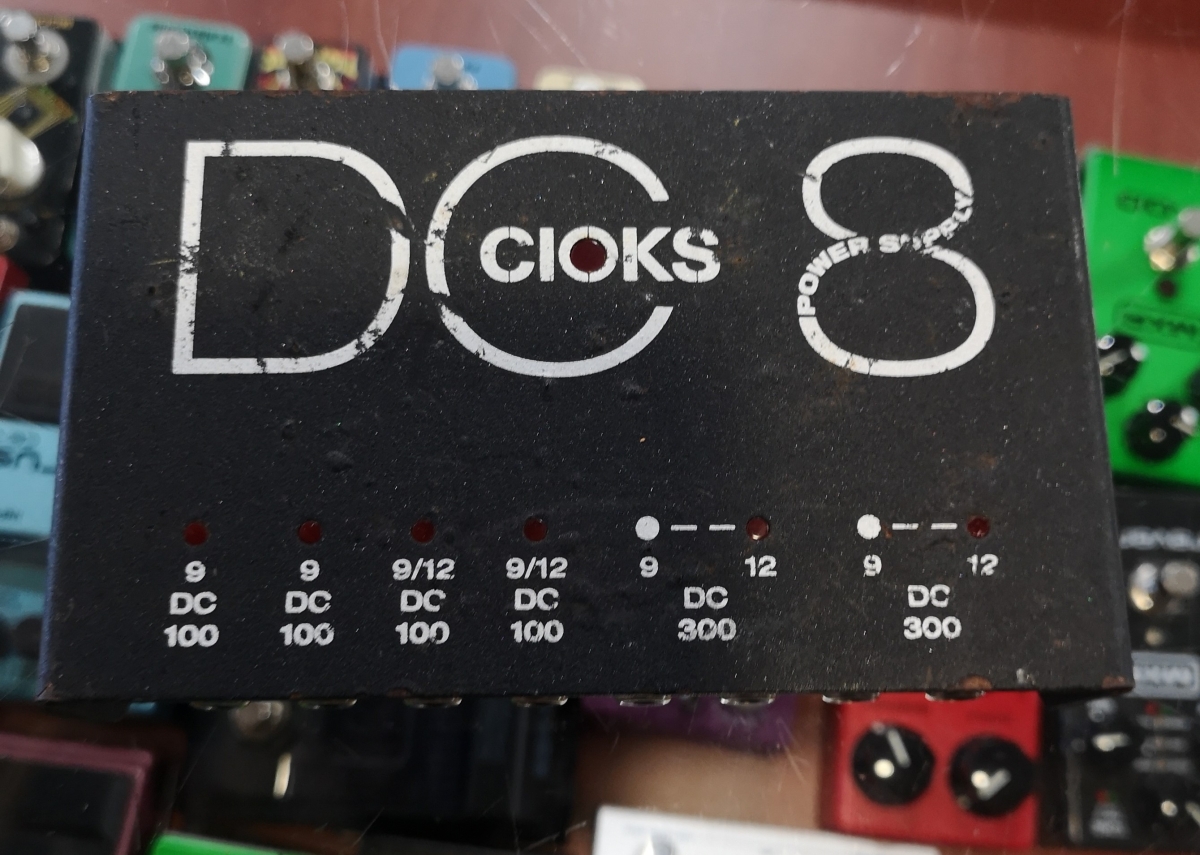 DC 8
CIOKS
POWER SUPPLY
9 9 9/12 9/12 9 12 9 12
DC DC DC DC DC DC
100 100 100 100 300 300